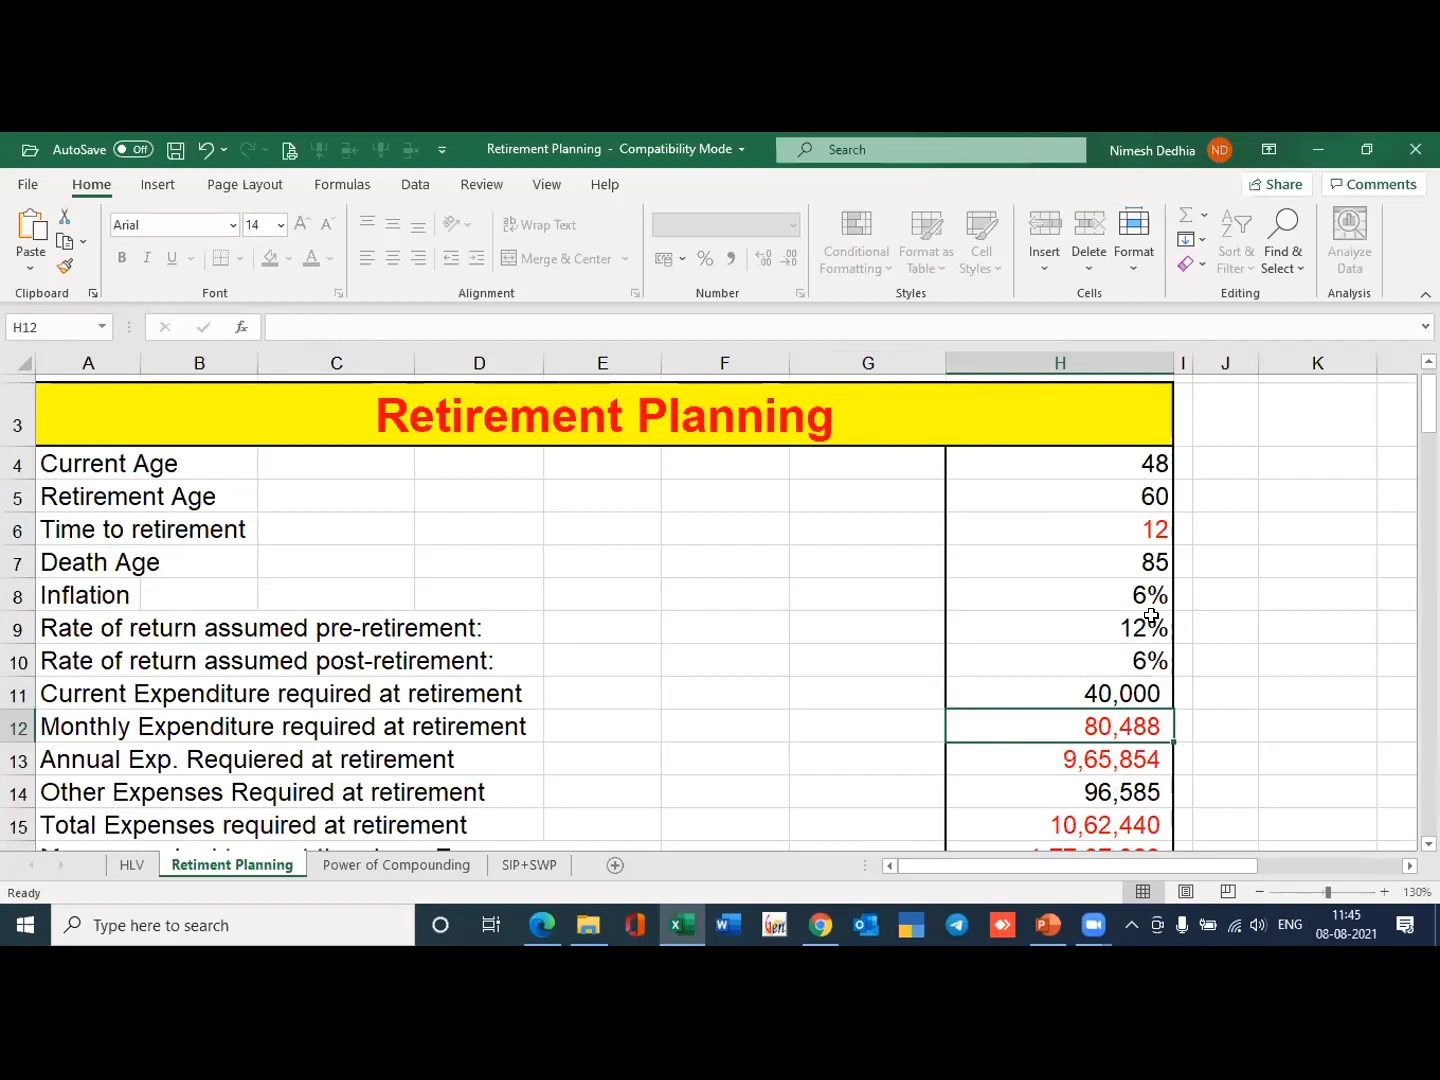 AutoSave Off Retirement Planning - Compatibility Mode Search Nimesh Dedhia ND
File Home Insert Page Layout Formulas Data Review View Help Share Comments
Paste Arial 14 Wrap Text Merge & Center Conditional Formatting Format as Table Cell Styles Insert Delete Format Sort & Filter Find & Select Analyze Data
Clipboard Font Alignment Number Styles Cells Editing Analysis
H12 fx
A B C D E F G H I J K
3 Retirement Planning
4 Current Age 48
5 Retirement Age 60
6 Time to retirement 12
7 Death Age 85
8 Inflation 6%
9 Rate of return assumed pre-retirement: 12%
10 Rate of return assumed post-retirement: 6%
11 Current Expenditure required at retirement 40,000
12 Monthly Expenditure required at retirement 80,488
13 Annual Exp. Requiered at retirement 9,65,854
14 Other Expenses Required at retirement 96,585
15 Total Expenses required at retirement 10,62,440
HLV Retiment Planning Power of Compounding SIP+SWP
Ready 130%
Type here to search ENG 11:45
08-08-2021